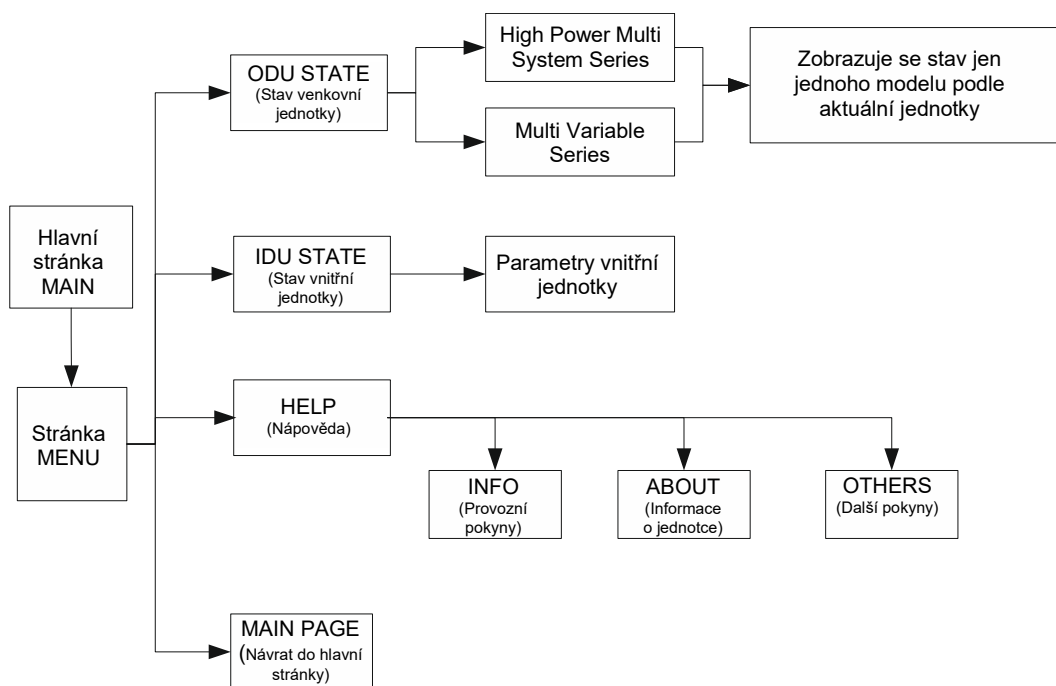 High Power Multi
System Series
ODU STATE
(Stav venkovní
jednotky)
Zobrazuje se stav jen
jednoho modelu podle
aktuální jednotky
Multi Variable
Series
Hlavní
stránka
MAIN
IDU STATE
(Stav vnitřní
jednotky)
Parametry vnitřní
jednotky
Stránka
MENU
HELP
(Nápověda)
INFO
(Provozní
pokyny)
ABOUT
(Informace
o jednotce)
OTHERS
(Další pokyny)
MAIN PAGE
(Návrat do hlavní
stránky)